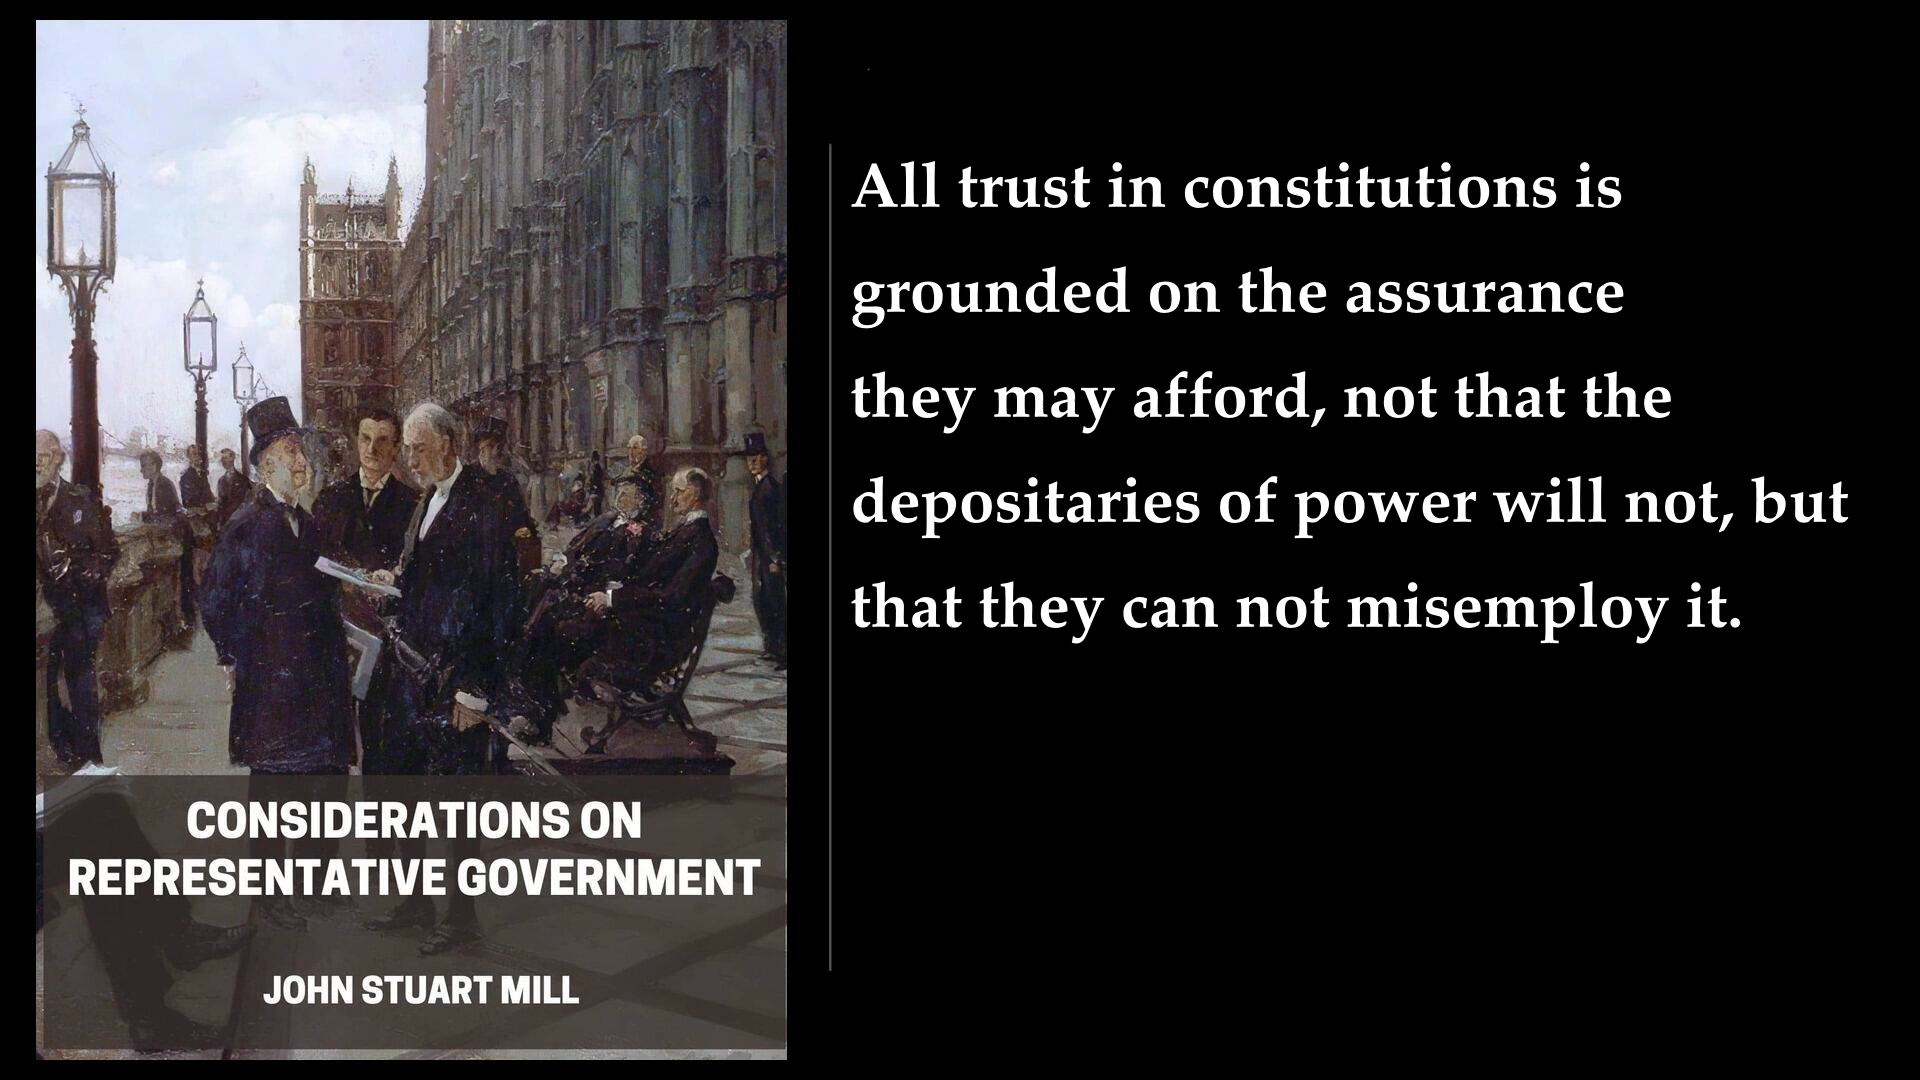 All trust in constitutions is
grounded on the assurance
they may afford, not that the
depositaries of power will not, but
that they can not misemploy it.
CONSIDERATIONS ON
REPRESENTATIVE GOVERNMENT
JOHN STUART MILL